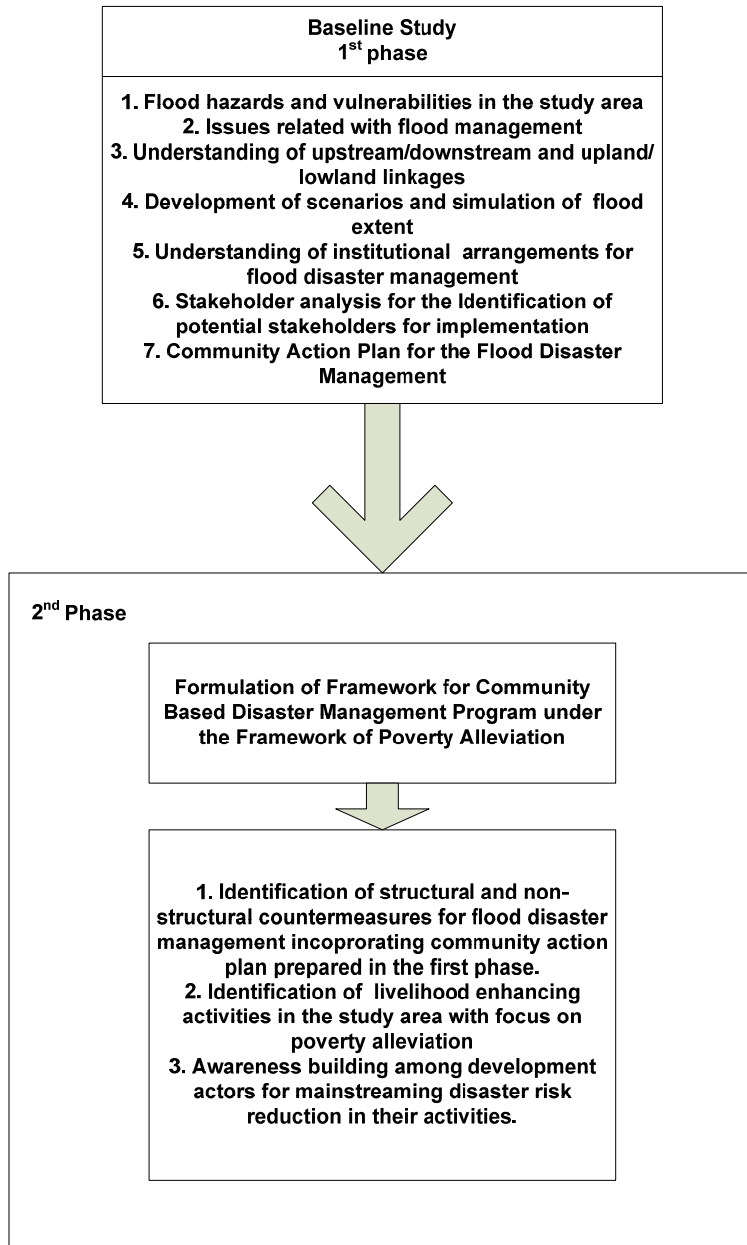 Baseline Study
1st phase
1. Flood hazards and vulnerabilities in the study area
2. Issues related with flood management
3. Understanding of upstream/downstream and upland/
lowland linkages
4. Development of scenarios and simulation of flood
extent
5. Understanding of institutional arrangements for
flood disaster management
6. Stakeholder analysis for the Identification of
potential stakeholders for implementation
7. Community Action Plan for the Flood Disaster
Management
2nd Phase
Formulation of Framework for Community
Based Disaster Management Program under
the Framework of Poverty Alleviation
1. Identification of structural and non-
structural countermeasures for flood disaster
management incoprorating community action
plan prepared in the first phase.
2. Identification of livelihood enhancing
activities in the study area with focus on
poverty alleviation
3. Awareness building among development
actors for mainstreaming disaster risk
reduction in their activities.